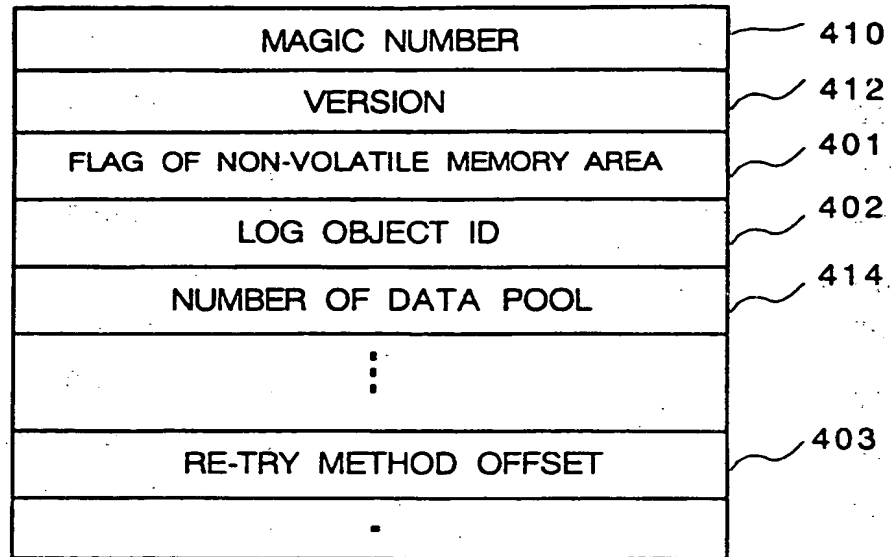 MAGIC NUMBER 410
VERSION 412
FLAG OF NON-VOLATILE MEMORY AREA 401
LOG OBJECT ID 402
NUMBER OF DATA POOL 414
RE-TRY METHOD OFFSET 403